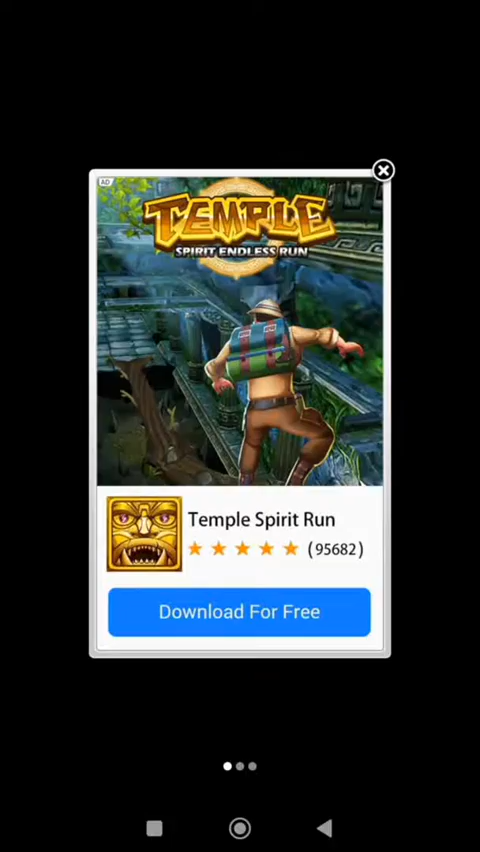 AD
TEMPLE
SPIRIT ENDLESS RUN
Temple Spirit Run
(95682)
Download For Free